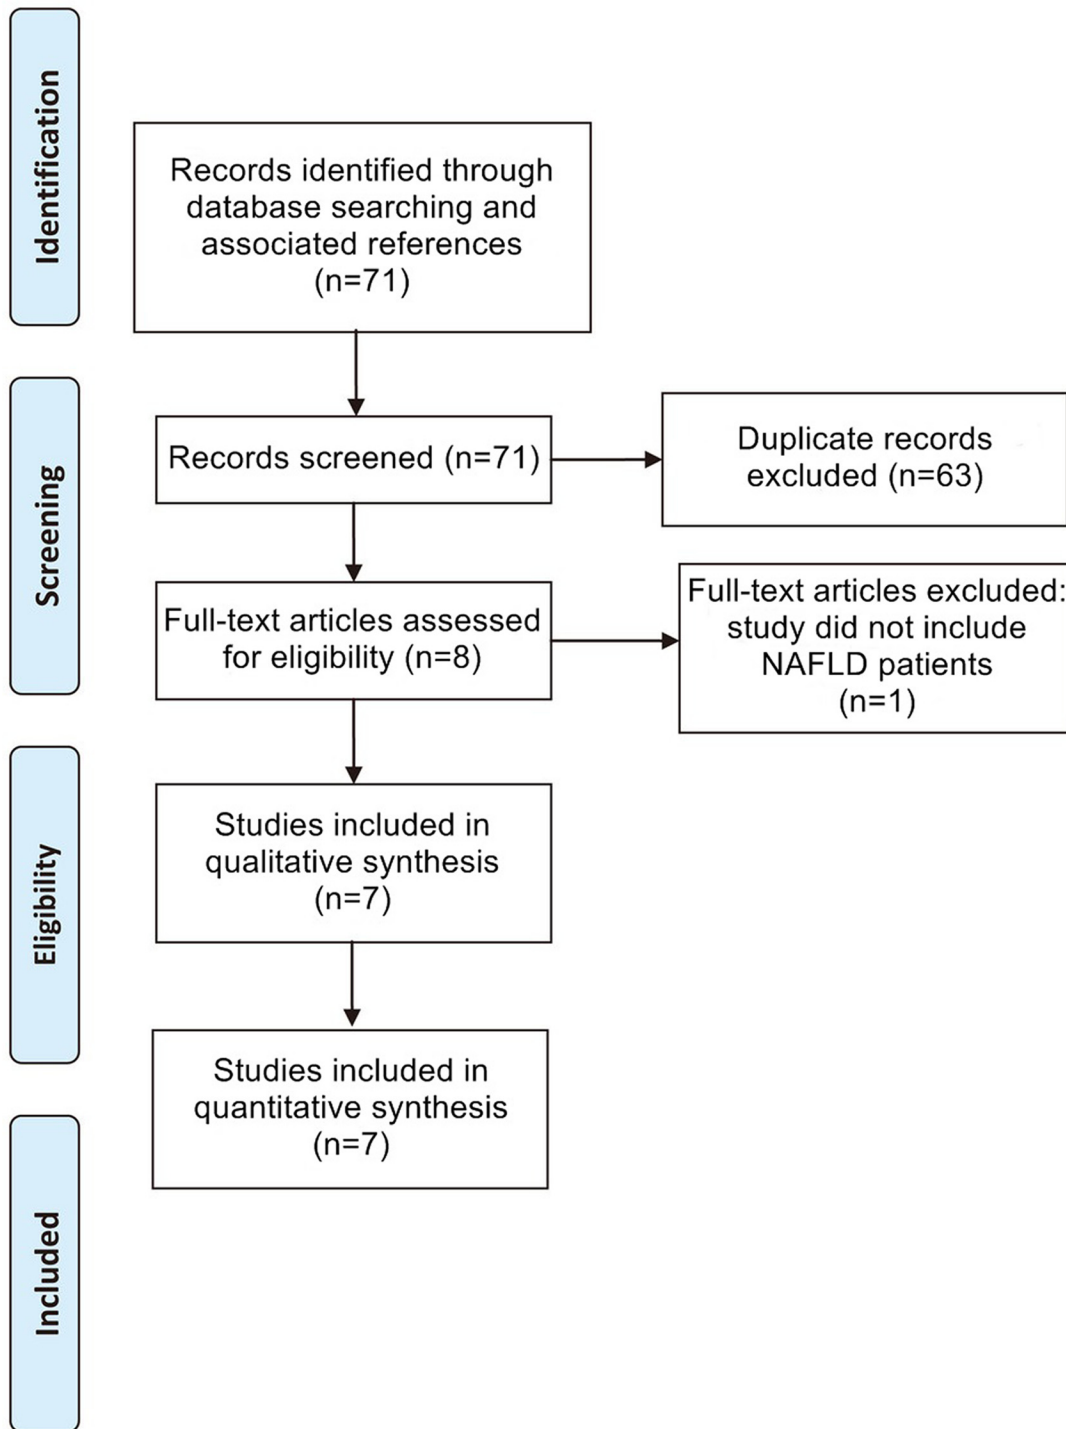 Identification
Records identified through
database searching and
associated references
(n=71)
Screening
Records screened (n=71)
Duplicate records
excluded (n=63)
Full-text articles assessed
for eligibility (n=8)
Full-text articles excluded:
study did not include
NAFLD patients
(n=1)
Eligibility
Studies included in
qualitative synthesis
(n=7)
Studies included in
quantitative synthesis
(n=7)
Included